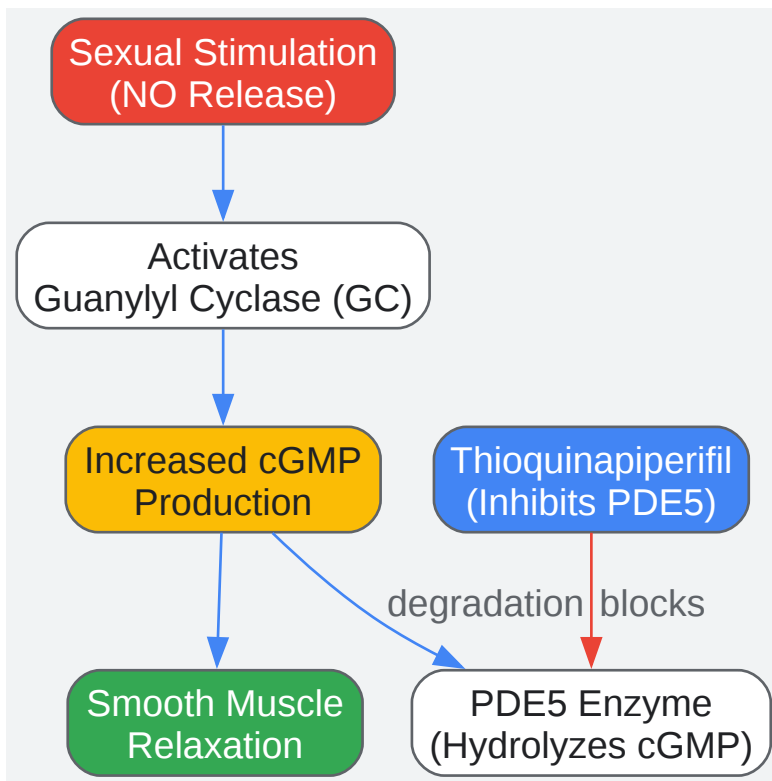 Sexual Stimulation
(NO Release)
Activates
Guanylyl Cyclase (GC)
Increased cGMP
Production
Thioquinapiperifil
(Inhibits PDE5)
degradation
blocks
Smooth Muscle
Relaxation
PDE5 Enzyme
(Hydrolyzes cGMP)